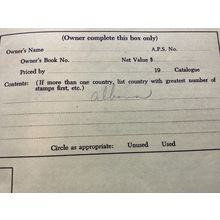 (Owner complete this box only)
Owner's Name A.P.S. No.
Owner's Book No. Net Value $
Priced by 19 Catalogue
Contents: (If more than one country, list country with greatest number of
stamps first, etc.)
albania
Circle as appropriate: Unused Used